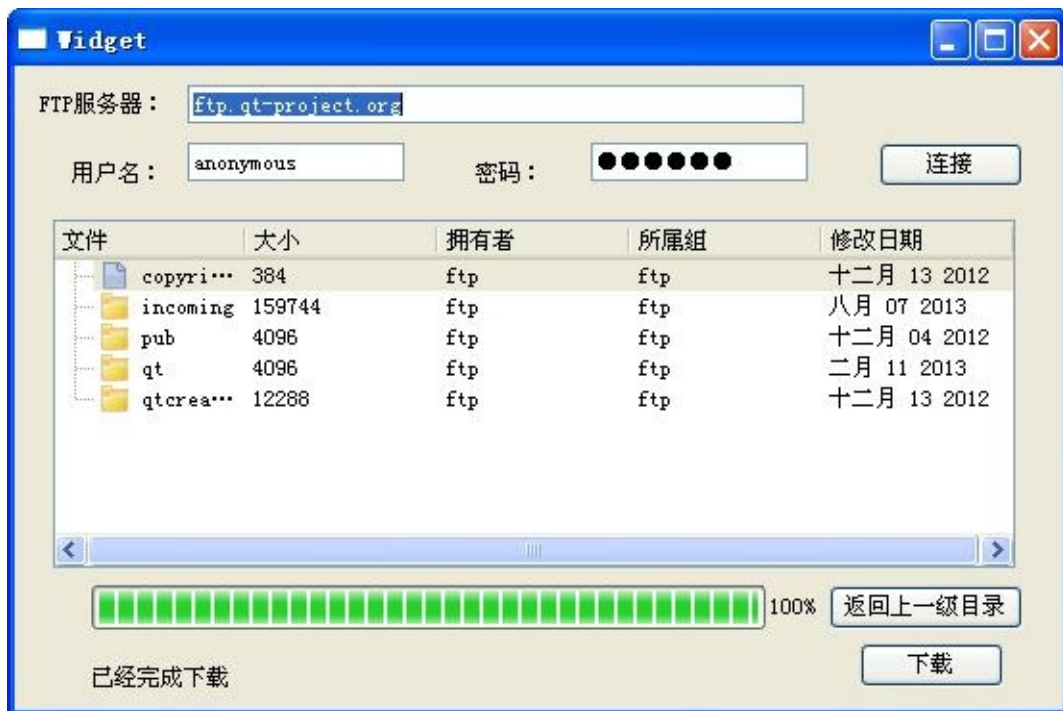 Widget
FTP服务器： ftp.qt-project.org
用户名： anonymous 密码： ●●●●●● 连接
文件 大小 拥有者 所属组 修改日期
copyri… 384 ftp ftp 十二月 13 2012
incoming 159744 ftp ftp 八月 07 2013
pub 4096 ftp ftp 十二月 04 2012
qt 4096 ftp ftp 二月 11 2013
qtcrea… 12288 ftp ftp 十二月 13 2012
100% 返回上一级目录
已经完成下载 下载